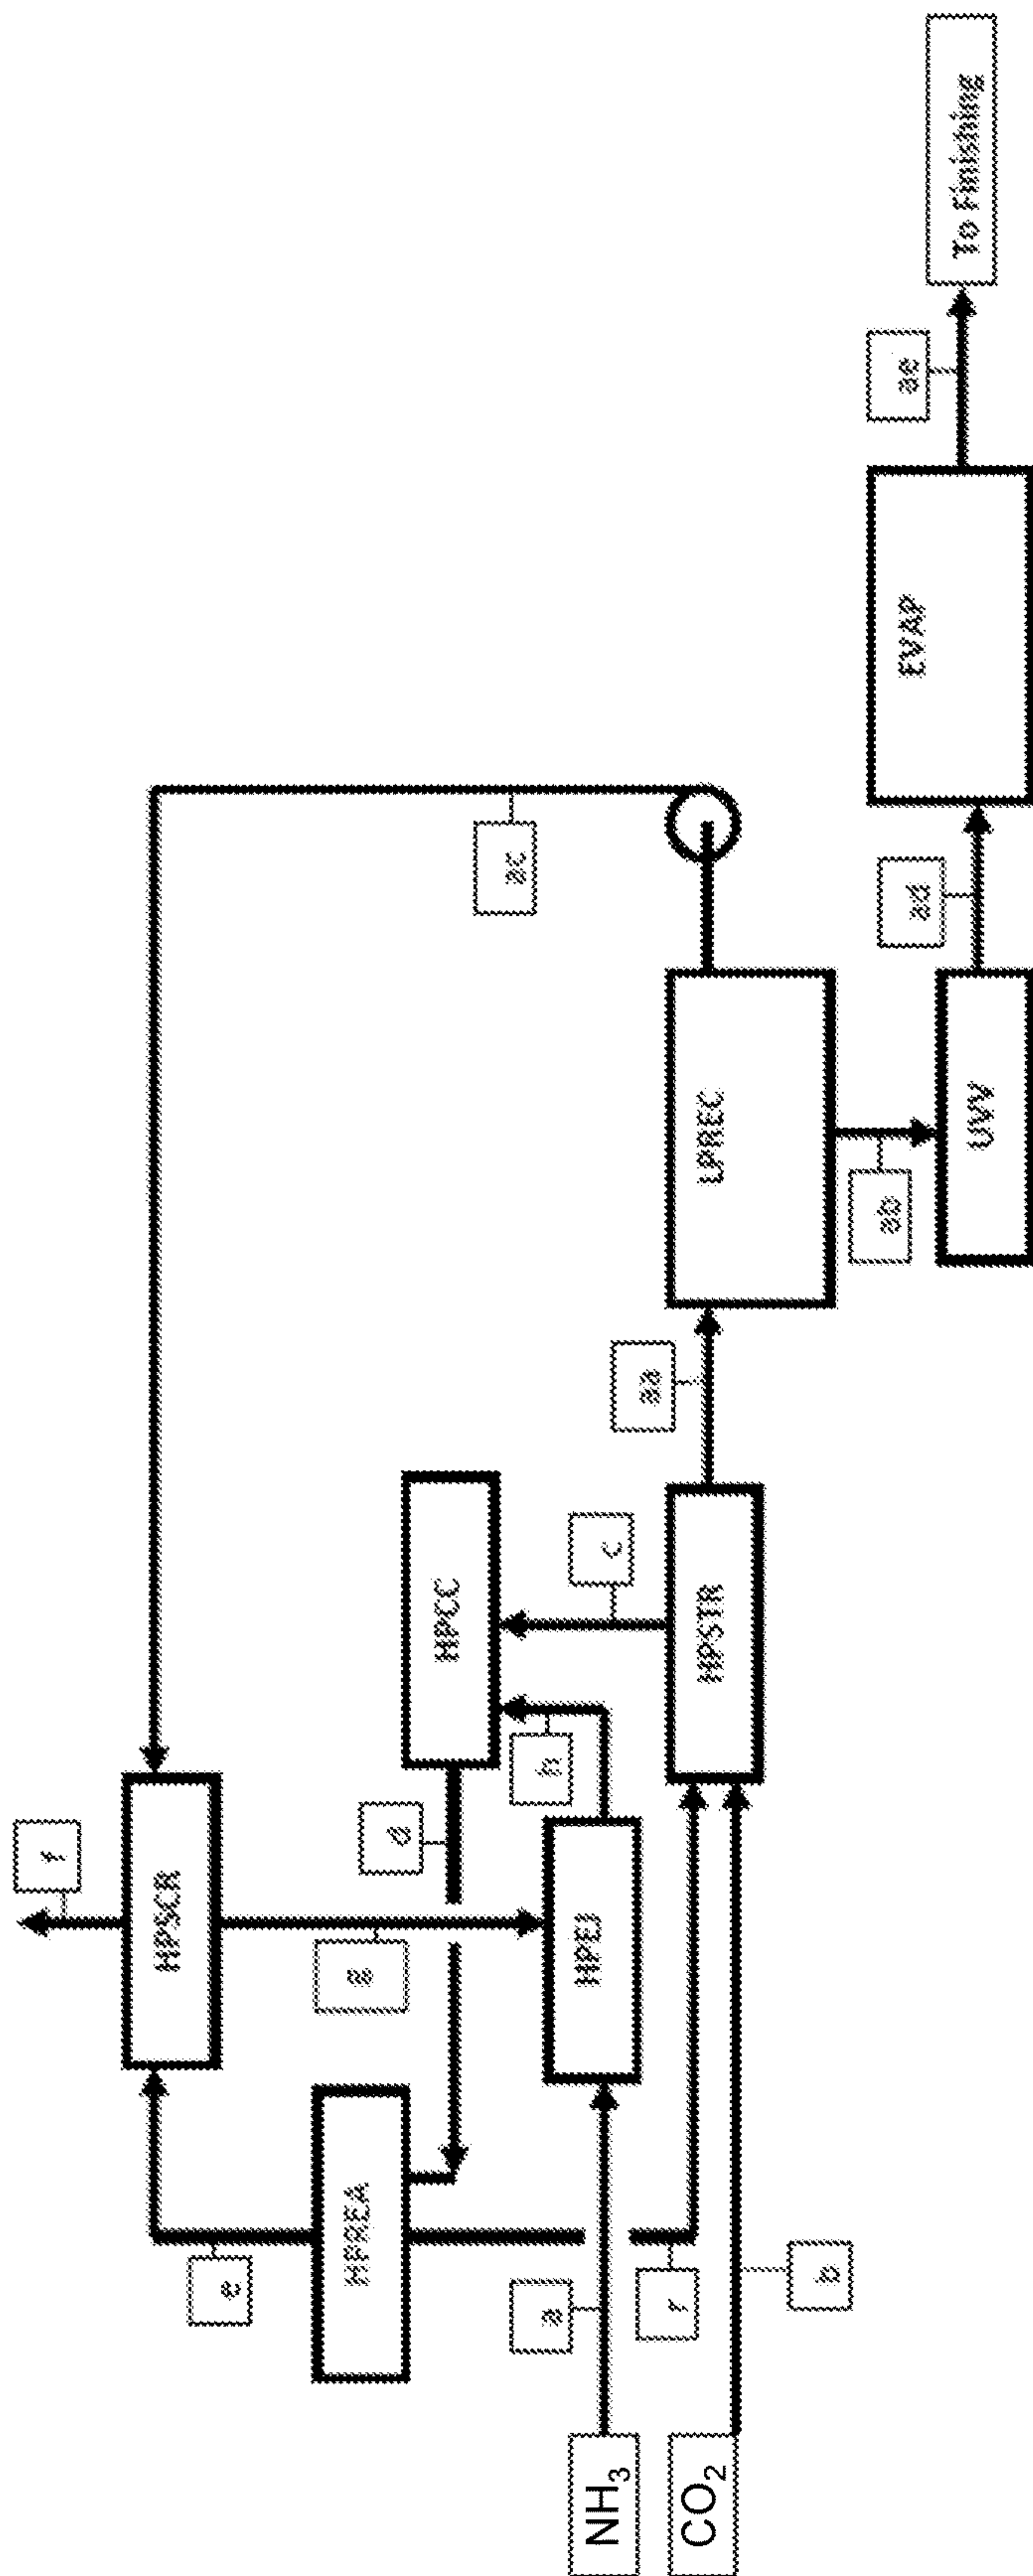 f
HPSCR
e
g
HPREA
d
HPCC
ac
a
HPEJ
h
c
NH3
r
aa
CO2
HPSTR
LPREC
b
ab
ad
ae
EVAP
UVV
To Finishing